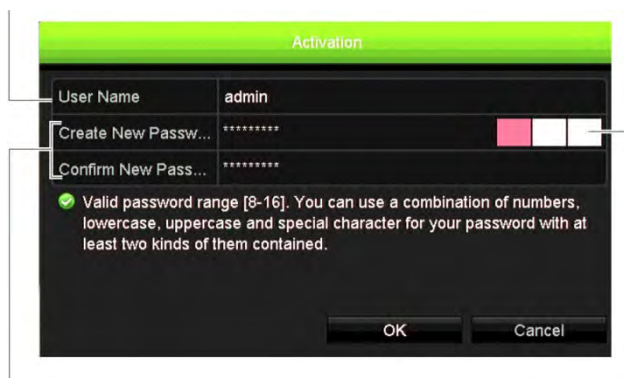 Activation
User Name admin
Create New Passw... *********
Confirm New Pass... *********
Valid password range [8-16]. You can use a combination of numbers,
lowercase, uppercase and special character for your password with at
least two kinds of them contained.
OK Cancel